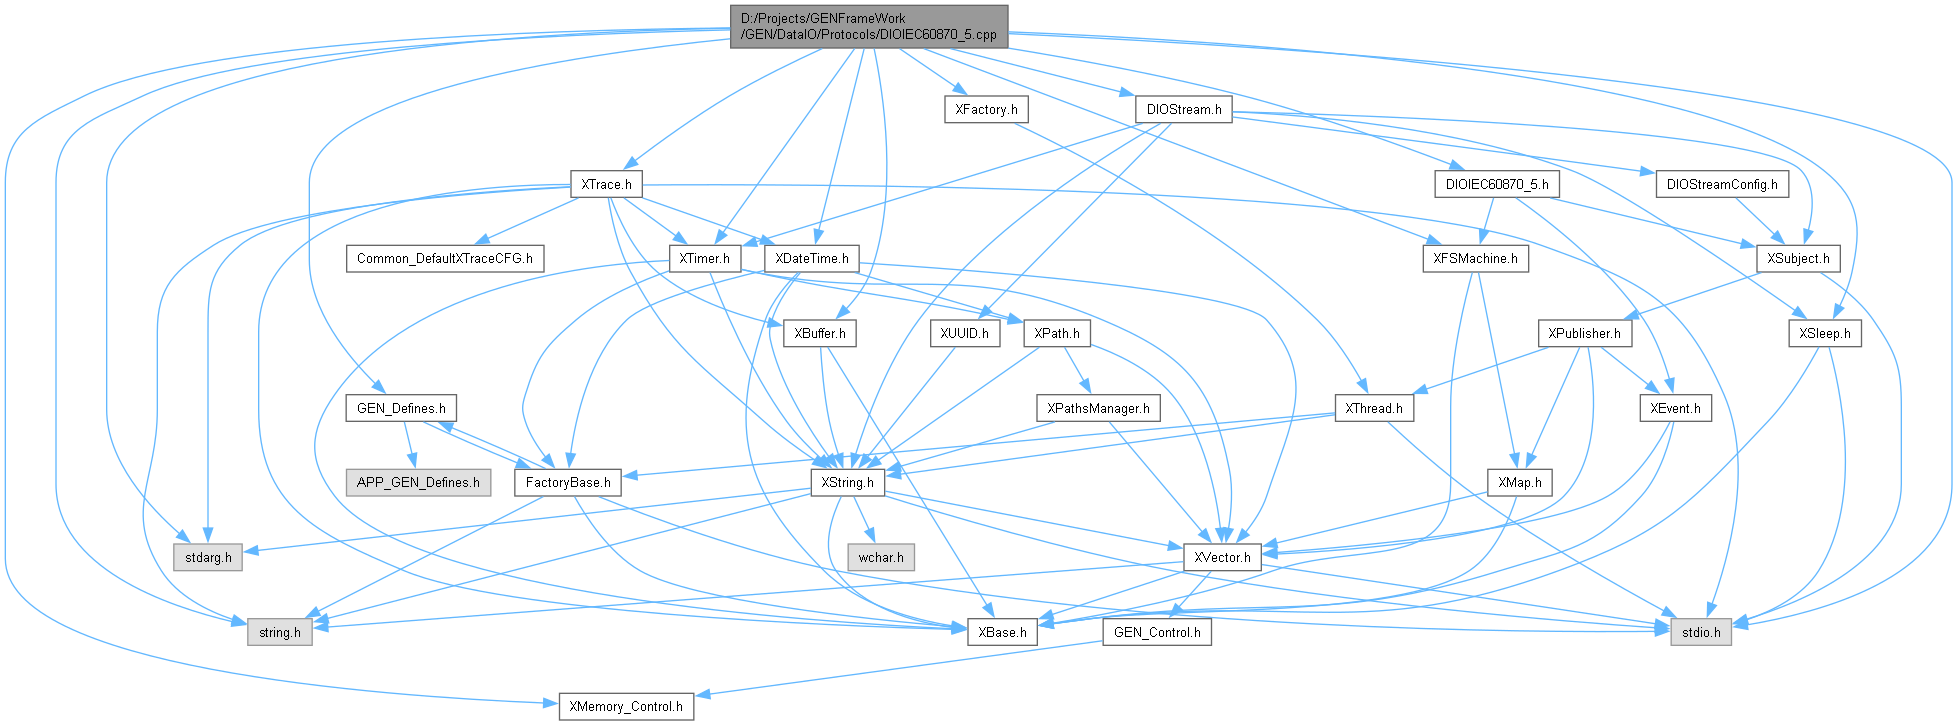 D:/Projects/GENFrameWork
/GEN/DataIO/Protocols/DIOIEC60870_5.cpp
XFactory.h
DIOStream.h
XTrace.h
DIOIEC60870_5.h
DIOStreamConfig.h
Common_DefaultXTraceCFG.h
XTimer.h
XDateTime.h
XFSMachine.h
XSubject.h
XBuffer.h
XUUID.h
XPath.h
XPublisher.h
XSleep.h
GEN_Defines.h
XPathsManager.h
XThread.h
XEvent.h
APP_GEN_Defines.h
FactoryBase.h
XString.h
XMap.h
stdarg.h
wchar.h
XVector.h
string.h
XBase.h
GEN_Control.h
stdio.h
XMemory_Control.h